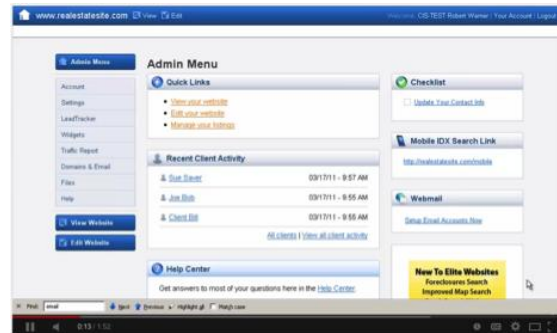 www.realestatesite.com View Edit
Welcome, CIS-TEST Robert Warner | Your Account | Logout
Admin Menu
Account
Settings
LeadTracker
Widgets
Traffic Report
Domains & Email
Files
Help
View Website
Edit Website
Admin Menu
Quick Links
View your website
Edit your website
Manage your listings
Recent Client Activity
Sue Saver 03/17/11 - 9:57 AM
Joe Bob 03/17/11 - 9:55 AM
Client Bill 03/17/11 - 9:55 AM
All clients | View all client activity
Help Center
Get answers to most of your questions here in the Help Center.
Checklist
Update Your Contact Info
Mobile IDX Search Link
http://realestatesite.com/mobile
Webmail
Setup Email Accounts Now
New To Elite Websites
Foreclosures Search
Improved Map Search
× Find: email Next Previous Highlight all Match case
0:13 / 1:52